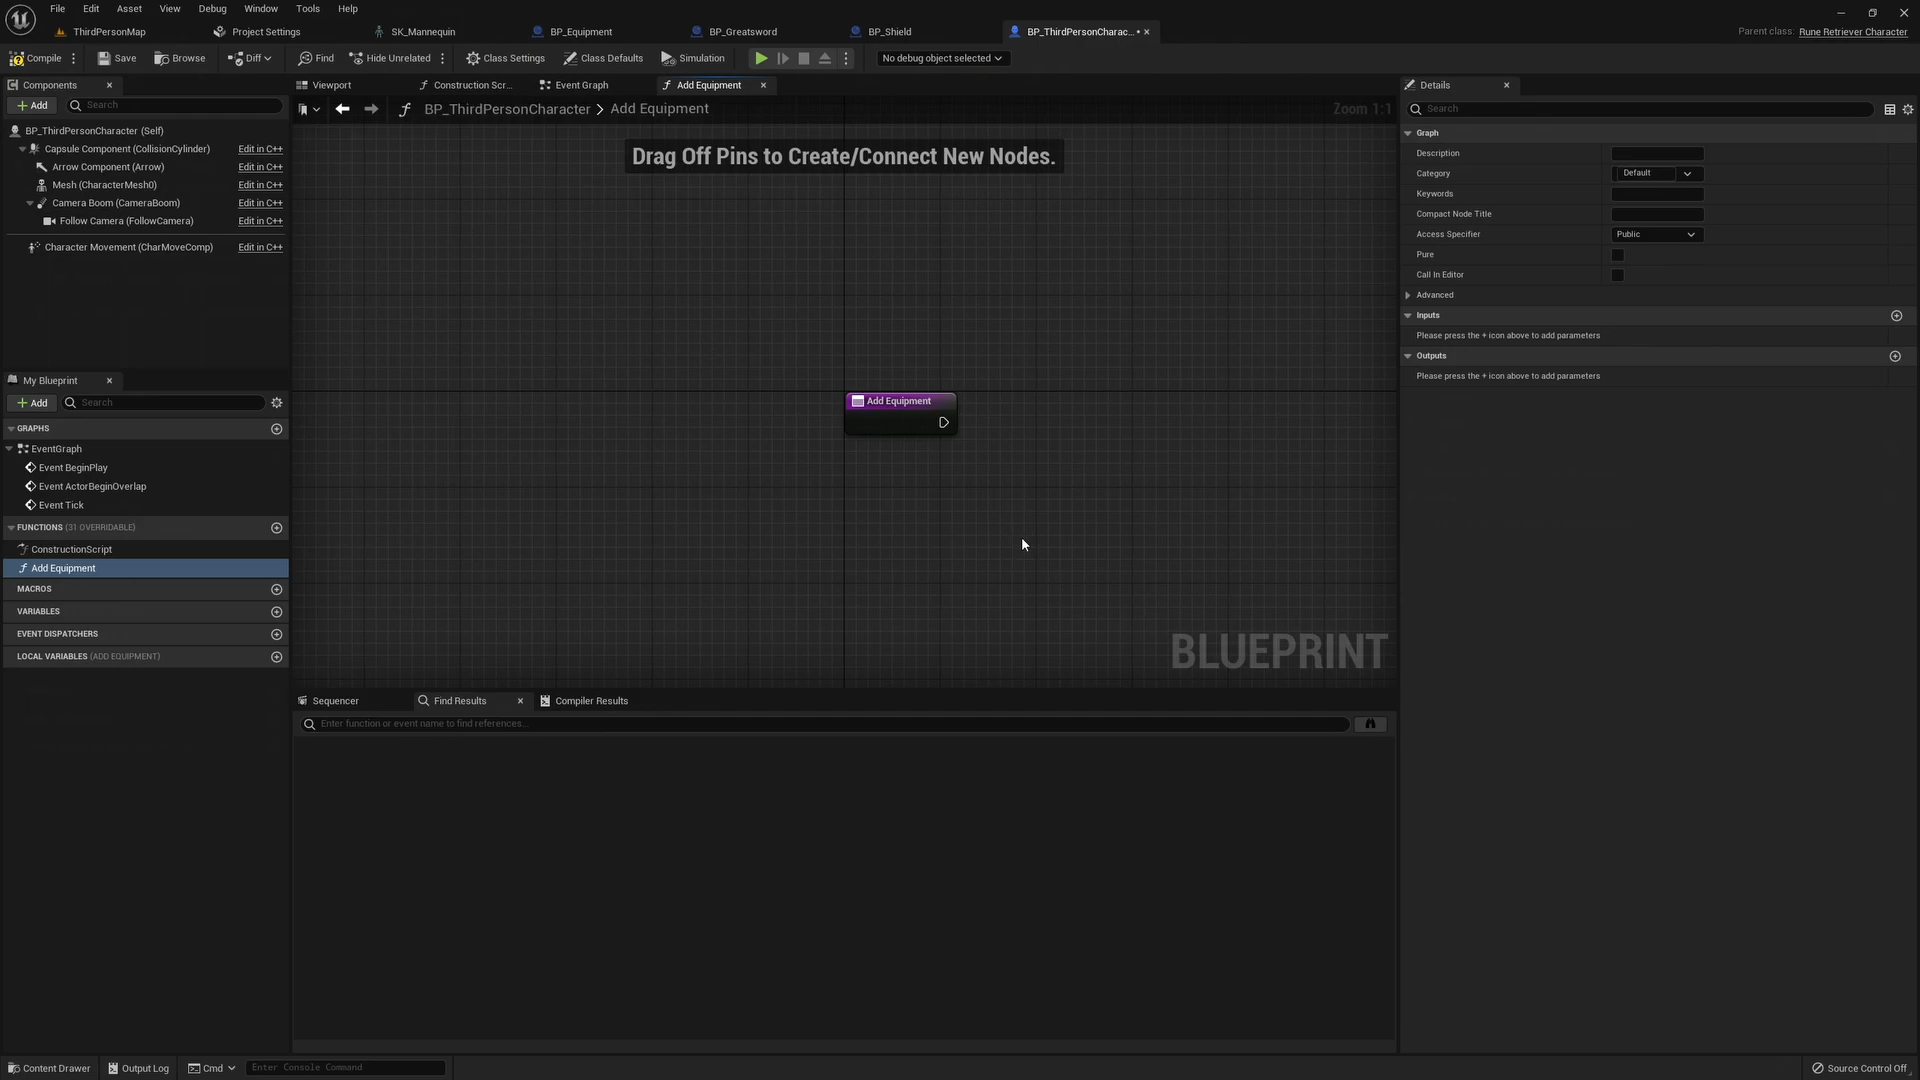 File Edit Asset View Debug Window Tools Help
ThirdPersonMap Project Settings SK_Mannequin BP_Equipment BP_Greatsword BP_Shield BP_ThirdPersonCharac...
Parent class: Rune Retriever Character
Compile Save Browse Diff Find Hide Unrelated Class Settings Class Defaults Simulation No debug object selected
Components
Add Search
BP_ThirdPersonCharacter (Self)
Capsule Component (CollisionCylinder) Edit in C++
Arrow Component (Arrow) Edit in C++
Mesh (CharacterMesh0) Edit in C++
Camera Boom (CameraBoom) Edit in C++
Follow Camera (FollowCamera) Edit in C++
Character Movement (CharMoveComp) Edit in C++
My Blueprint
Add Search
GRAPHS
EventGraph
Event BeginPlay
Event ActorBeginOverlap
Event Tick
FUNCTIONS (31 OVERRIDABLE)
ConstructionScript
Add Equipment
MACROS
VARIABLES
EVENT DISPATCHERS
LOCAL VARIABLES (ADD EQUIPMENT)
Viewport Construction Scr... Event Graph Add Equipment
BP_ThirdPersonCharacter > Add Equipment Zoom 1:1
Drag Off Pins to Create/Connect New Nodes.
Add Equipment
BLUEPRINT
Sequencer Find Results Compiler Results
Enter function or event name to find references...
Details
Search
Graph
Description
Category Default
Keywords
Compact Node Title
Access Specifier Public
Pure
Call In Editor
Advanced
Inputs
Please press the + icon above to add parameters
Outputs
Please press the + icon above to add parameters
Content Drawer Output Log Cmd Enter Console Command Source Control Off